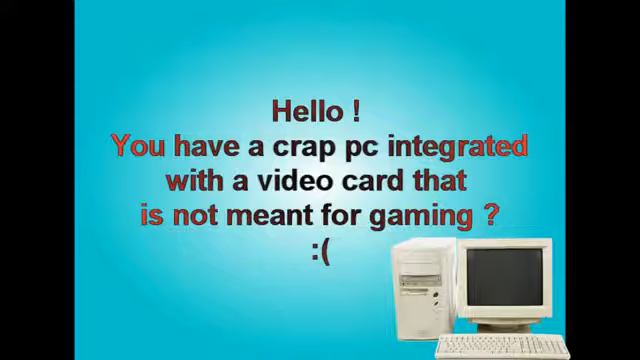 Hello !
You have a crap pc integrated
with a video card that
is not meant for gaming ?
:(